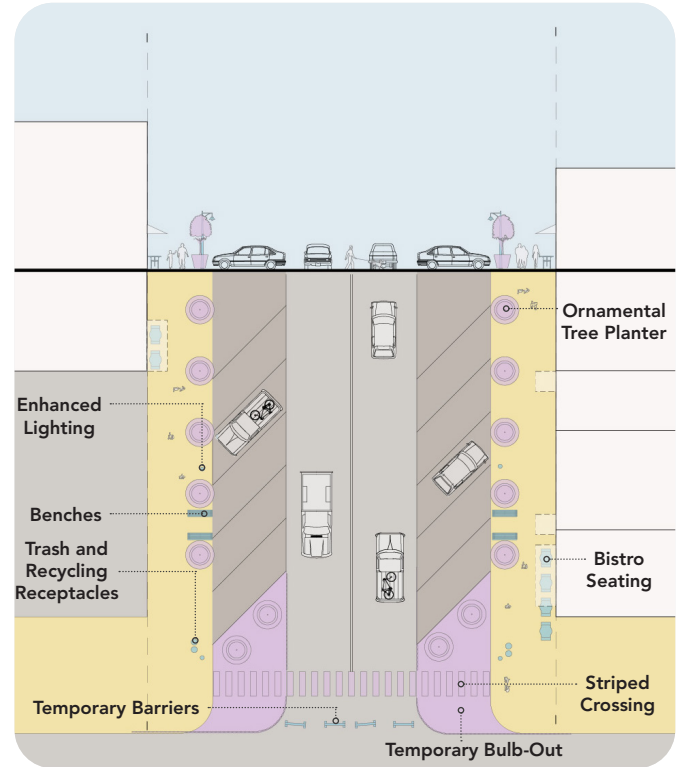 Ornamental
Tree Planter
Enhanced
Lighting
Benches
Trash and
Recycling
Receptacles
Bistro
Seating
Striped
Crossing
Temporary Barriers
Temporary Bulb-Out